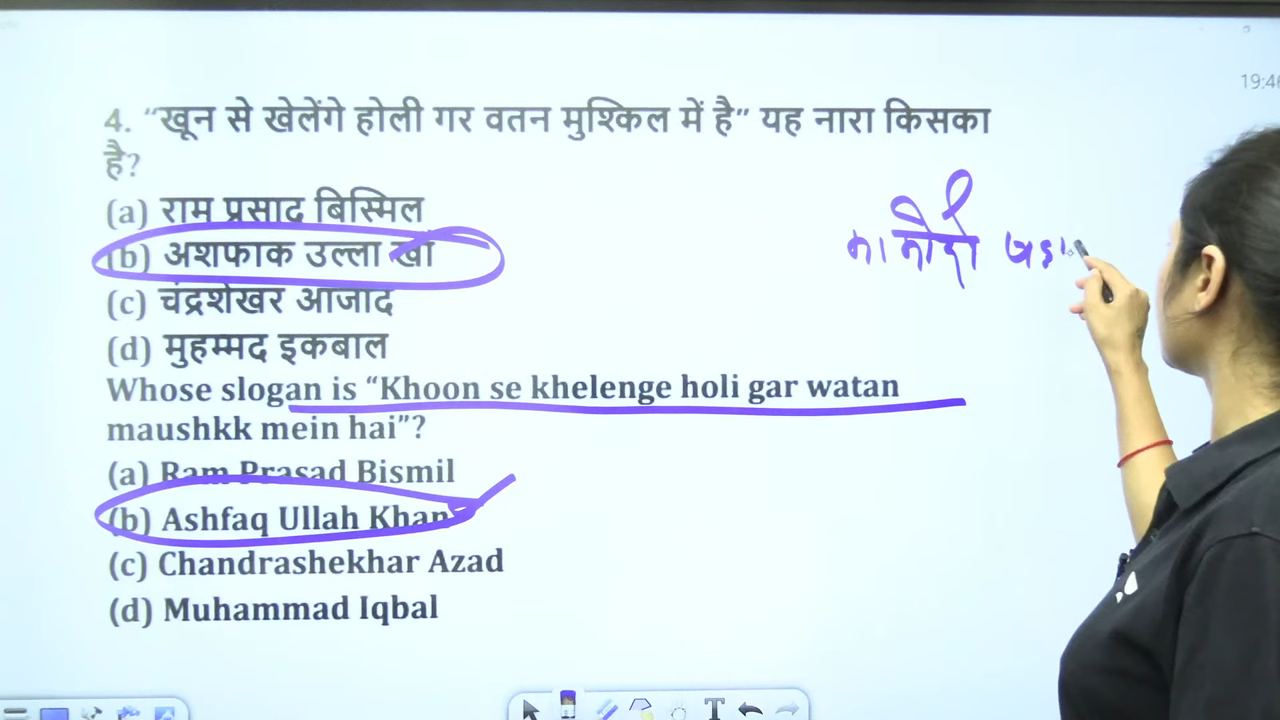 19:46
4. “खून से खेलेंगे होली गर वतन मुश्किल में है” यह नारा किसका
है?
(a) राम प्रसाद बिस्मिल
(b) अशफाक उल्ला खाँ
(c) चंद्रशेखर आजाद
(d) मुहम्मद इकबाल
Whose slogan is “Khoon se khelenge holi gar watan
maushkk mein hai”?
(a) Ram Prasad Bismil
(b) Ashfaq Ullah Khan
(c) Chandrashekhar Azad
(d) Muhammad Iqbal
T